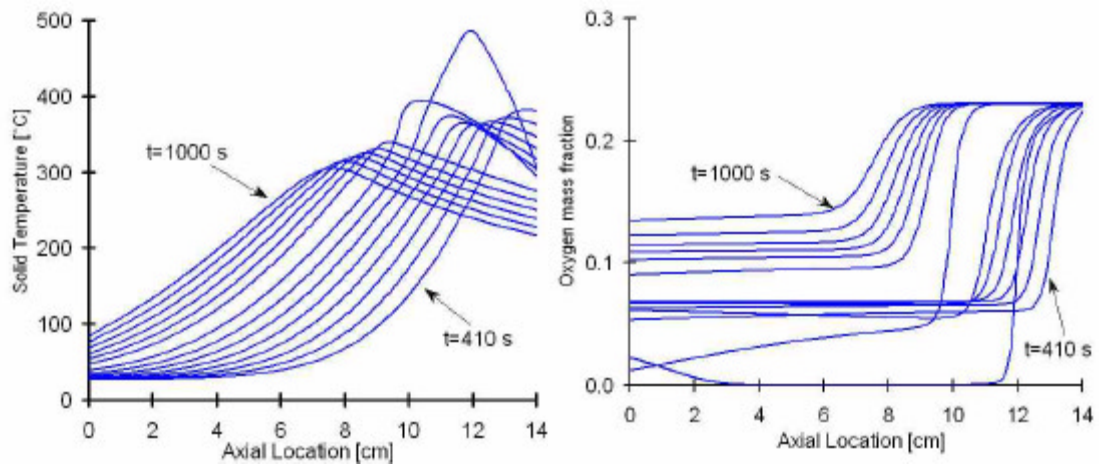 500
400
300
200
100
0
Solid Temperature [°C]
t=1000 s
t=410 s
0 2 4 6 8 10 12 14
Axial Location [cm]
0.3
0.2
0.1
0.0
Oxygen mass fraction
t=1000 s
t=410 s
0 2 4 6 8 10 12 14
Axial Location [cm]